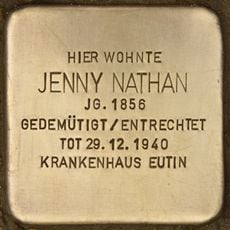 HIER WOHNTE
JENNY NATHAN
JG. 1856
GEDEMÜTIGT/ENTRECHTET
TOT 29.12.1940
KRANKENHAUS EUTIN